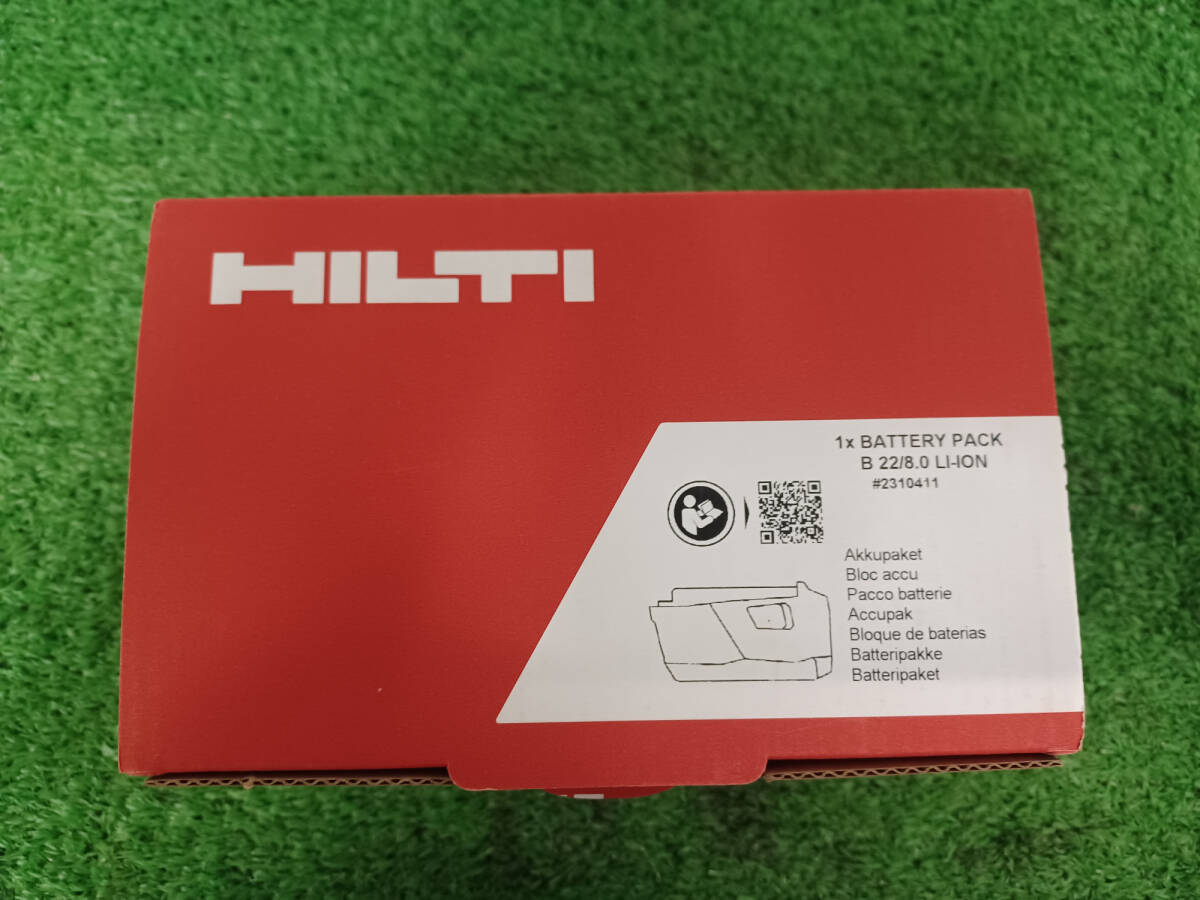 HILTI
1x BATTERY PACK
B 22/8.0 LI-ION
#2310411
Akkupaket
Bloc accu
Pacco batterie
Accupak
Bloque de baterias
Batteripakke
Batteripaket